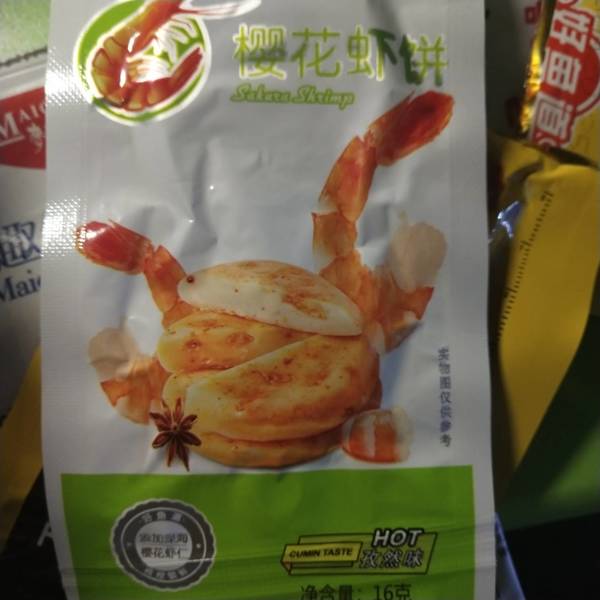 樱花虾饼
Sakura Shrimp
实物图仅供参考
添加深海
樱花虾仁
CUMIN TASTE
HOT
孜然味
净含量：16克